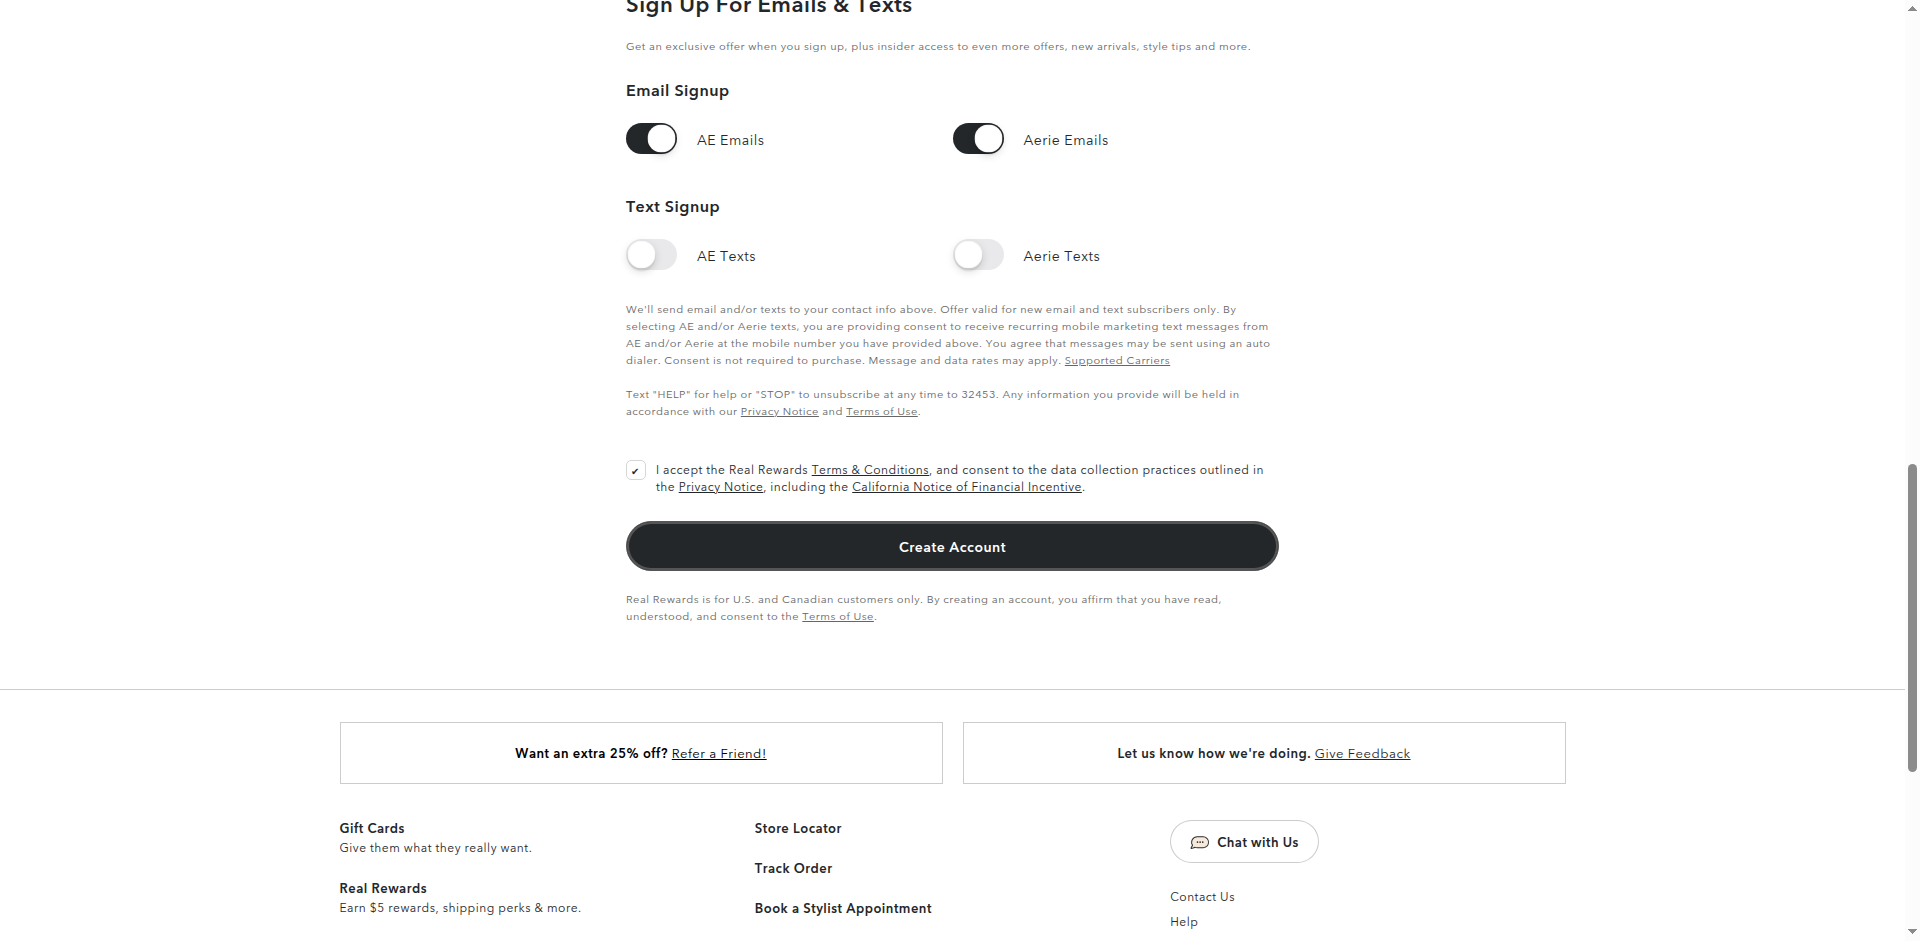 Sign Up For Emails & Texts
Get an exclusive offer when you sign up, plus insider access to even more offers, new arrivals, style tips and more.
Email Signup
AE Emails
Aerie Emails
Text Signup
AE Texts
Aerie Texts
We'll send email and/or texts to your contact info above. Offer valid for new email and text subscribers only. By
selecting AE and/or Aerie texts, you are providing consent to receive recurring mobile marketing text messages from
AE and/or Aerie at the mobile number you have provided above. You agree that messages may be sent using an auto
dialer. Consent is not required to purchase. Message and data rates may apply. Supported Carriers
Text "HELP" for help or "STOP" to unsubscribe at any time to 32453. Any information you provide will be held in
accordance with our Privacy Notice and Terms of Use.
I accept the Real Rewards Terms & Conditions, and consent to the data collection practices outlined in
the Privacy Notice, including the California Notice of Financial Incentive.
Create Account
Real Rewards is for U.S. and Canadian customers only. By creating an account, you affirm that you have read,
understood, and consent to the Terms of Use.
Want an extra 25% off? Refer a Friend!
Let us know how we're doing. Give Feedback
Gift Cards
Give them what they really want.
Real Rewards
Earn $5 rewards, shipping perks & more.
Store Locator
Track Order
Book a Stylist Appointment
Chat with Us
Contact Us
Help